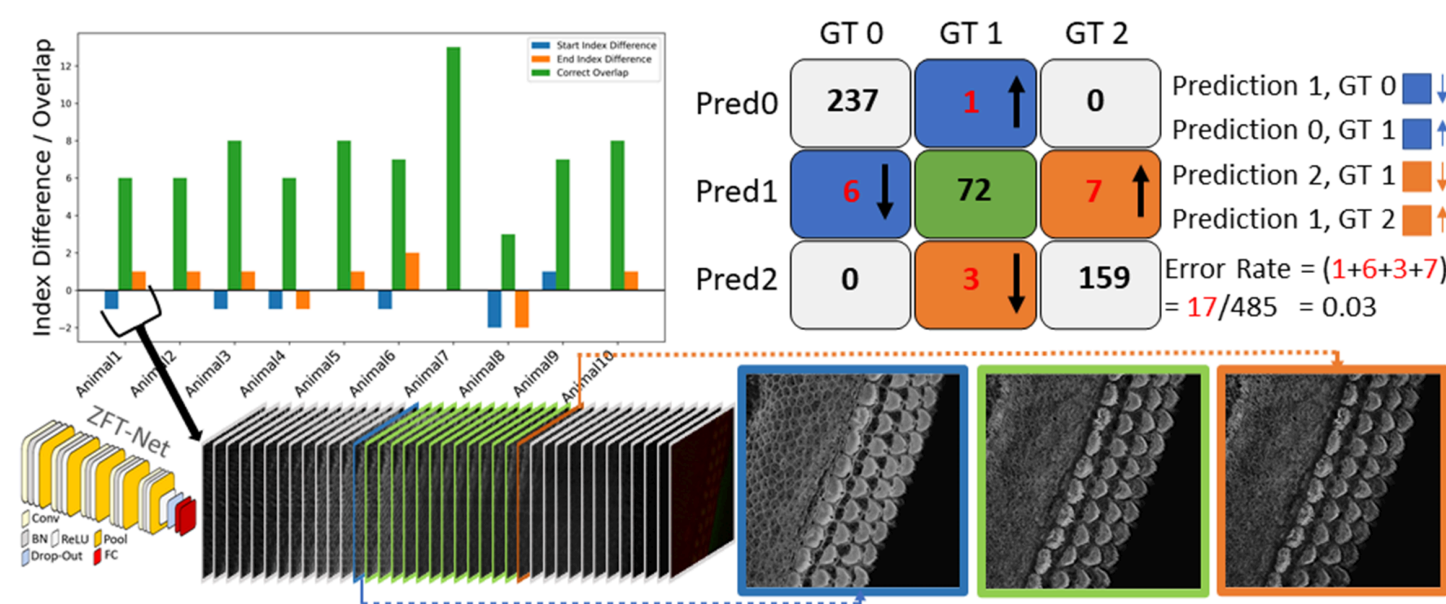 Index Difference / Overlap
12
10
8
6
4
2
0
−2
Start Index Difference
End Index Difference
Correct Overlap
Animal1
Animal2
Animal3
Animal4
Animal5
Animal6
Animal7
Animal8
Animal9
Animal10
GT 0 GT 1 GT 2
Pred0 237 1 0
Pred1 6 72 7
Pred2 0 3 159
Prediction 1, GT 0
Prediction 0, GT 1
Prediction 2, GT 1
Prediction 1, GT 2
Error Rate = (1+6+3+7)
= 17/485 = 0.03
ZFT-Net
Conv
BN ReLU Pool
Drop-Out FC